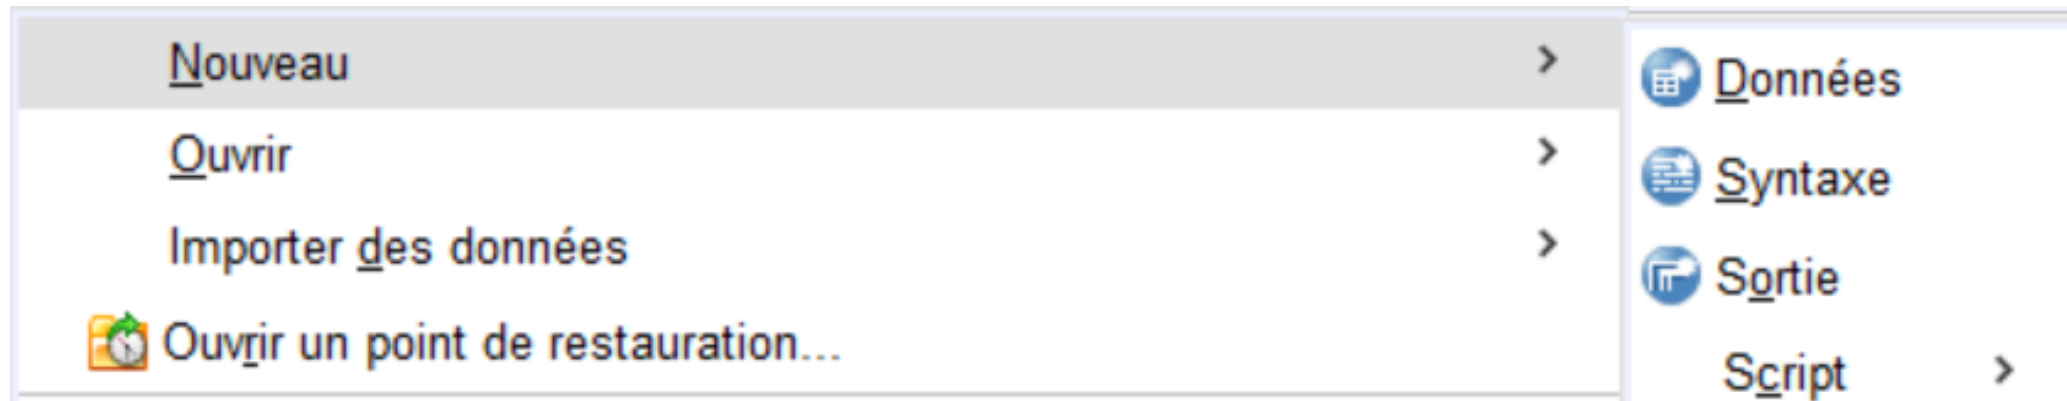 Nouveau
Ouvrir
Importer des données
Ouvrir un point de restauration...
Données
Syntaxe
Sortie
Script